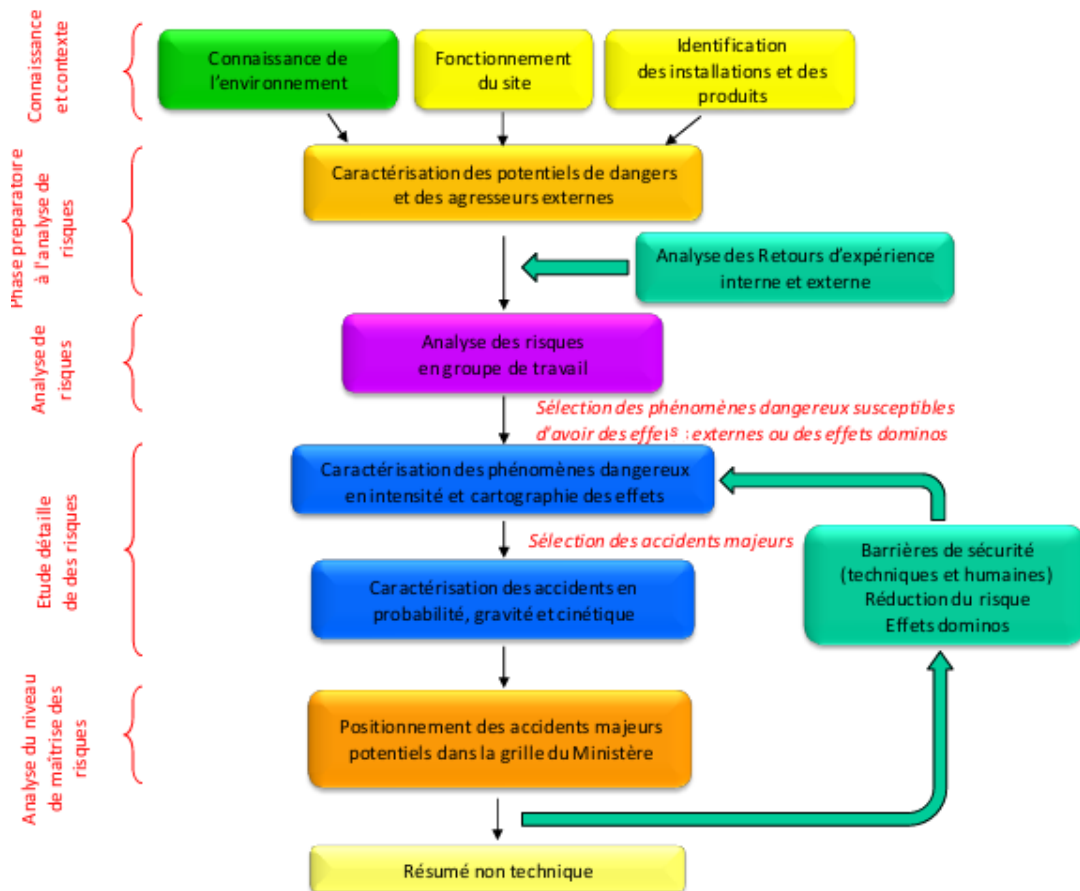 Connaissance
et contexte
Connaissance de
l'environnement
Fonctionnement
du site
Identification
des installations et des
produits
Phase preparatoire
à l'analyse de
risques
Caractérisation des potentiels de dangers
et des agresseurs externes
Analyse des Retours d'expérience
interne et externe
Analyse de
risques
Analyse des risques
en groupe de travail
Sélection des phénomènes dangereux susceptibles
d'avoir des effets : externes ou des effets dominos
Etude détaille
de des risques
Caractérisation des phénomènes dangereux
en intensité et cartographie des effets
Sélection des accidents majeurs
Caractérisation des accidents en
probabilité, gravité et cinétique
Barrières de sécurité
(techniques et humaines)
Réduction du risque
Effets dominos
Analyse du niveau
de maîtrise des
risques
Positionnement des accidents majeurs
potentiels dans la grille du Ministère
Résumé non technique